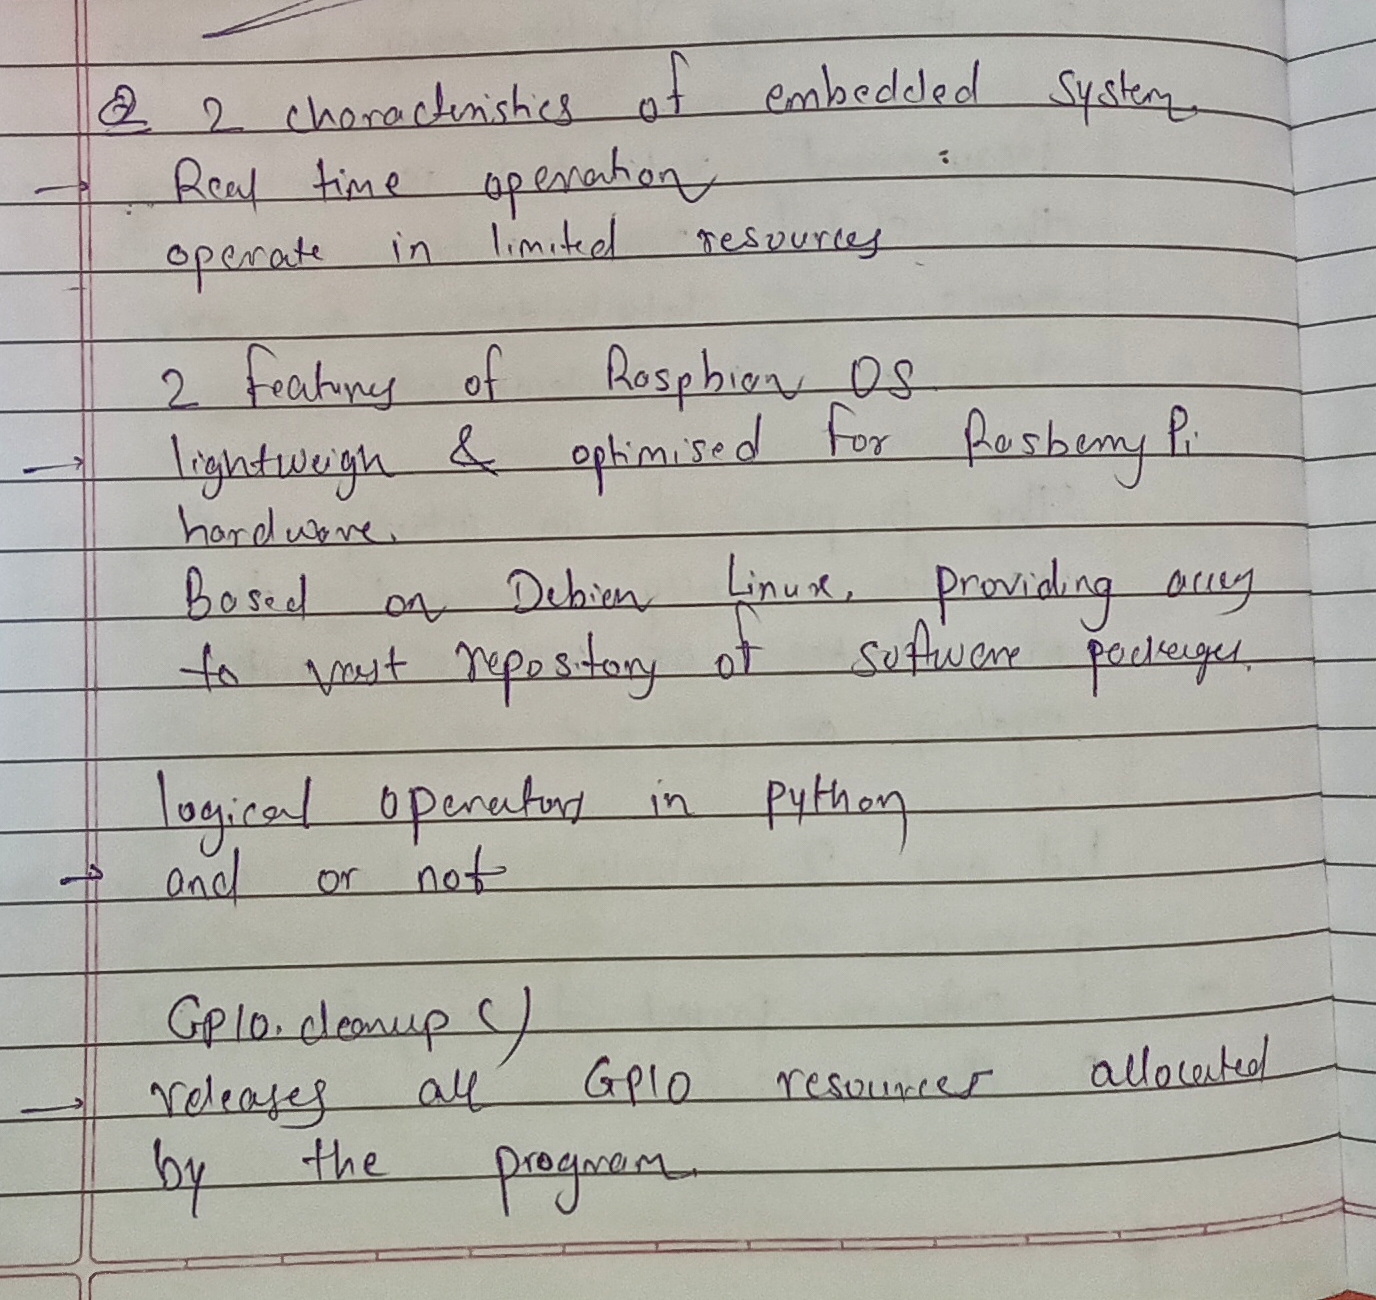 Q 2 characteristics of embedded system
→ Real time operation
operate in limited resources
2 features of Raspbian OS
→ lightweigh & optimised for Rasberry Pi
hardware.
Based on Debian Linux, providing
to vast repository of software packages.
logical operators in python
→ and or not
GPIO.cleanup()
→ releases all GPIO resources allocated
by the program.